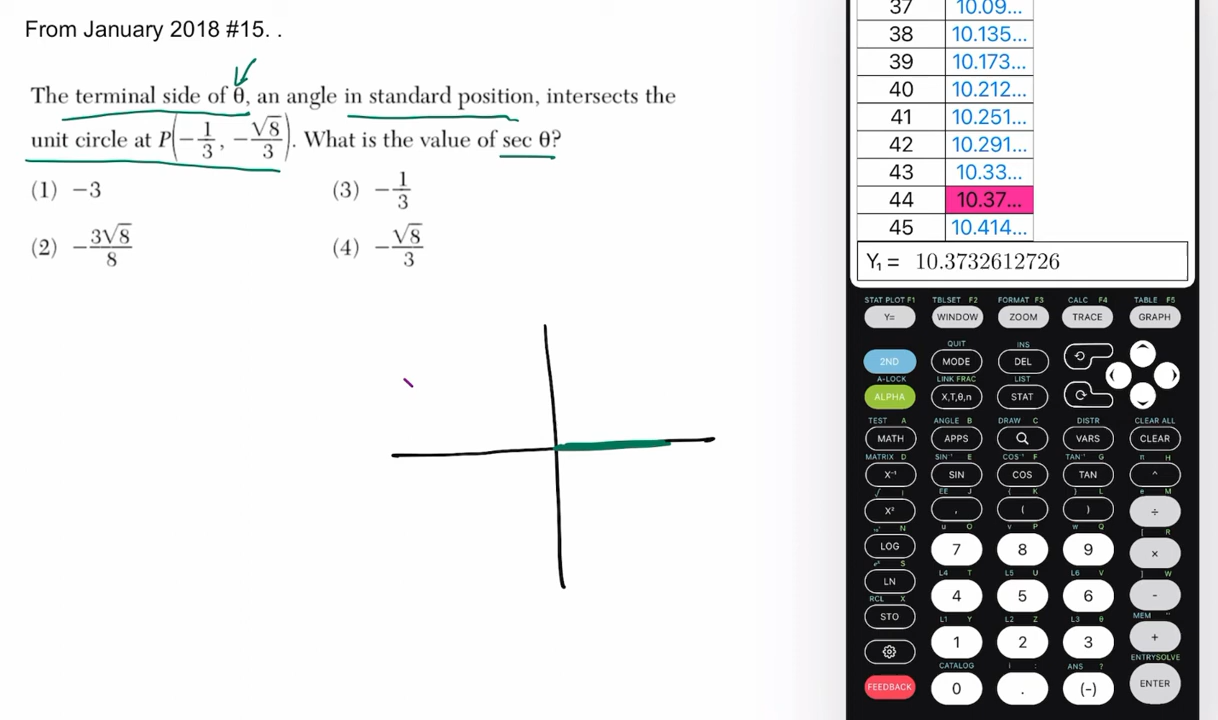 From January 2018 #15. .
The terminal side of θ, an angle in standard position, intersects the
unit circle at P(−1/3, −√8/3). What is the value of sec θ?
(1) −3
(3) −1/3
(2) −3√8/8
(4) −√8/3
37 10.09...
38 10.135...
39 10.173...
40 10.212...
41 10.251...
42 10.291...
43 10.33...
44 10.37...
45 10.414...
Y₁ = 10.3732612726
STAT PLOT F1 TBLSET F2 FORMAT F3 CALC F4 TABLE F5
Y= WINDOW ZOOM TRACE GRAPH
QUIT INS
2ND MODE DEL
A-LOCK LINK FRAC LIST
ALPHA X,T,θ,n STAT
TEST A ANGLE B DRAW C DISTR CLEAR ALL
MATH APPS VARS CLEAR
MATRIX D SIN⁻¹ E COS⁻¹ F TAN⁻¹ G π H
X⁻¹ SIN COS TAN ^
√ I EE J { K } L e M
X² , ( ) ÷
N u O v P w Q [ R
LOG 7 8 9 ×
S L4 T L5 U L6 V ] W
LN 4 5 6 -
RCL X L1 Y L2 Z L3 θ MEM "
STO 1 2 3 +
CATALOG i : ANS ? ENTRY SOLVE
FEEDBACK 0 . (-) ENTER